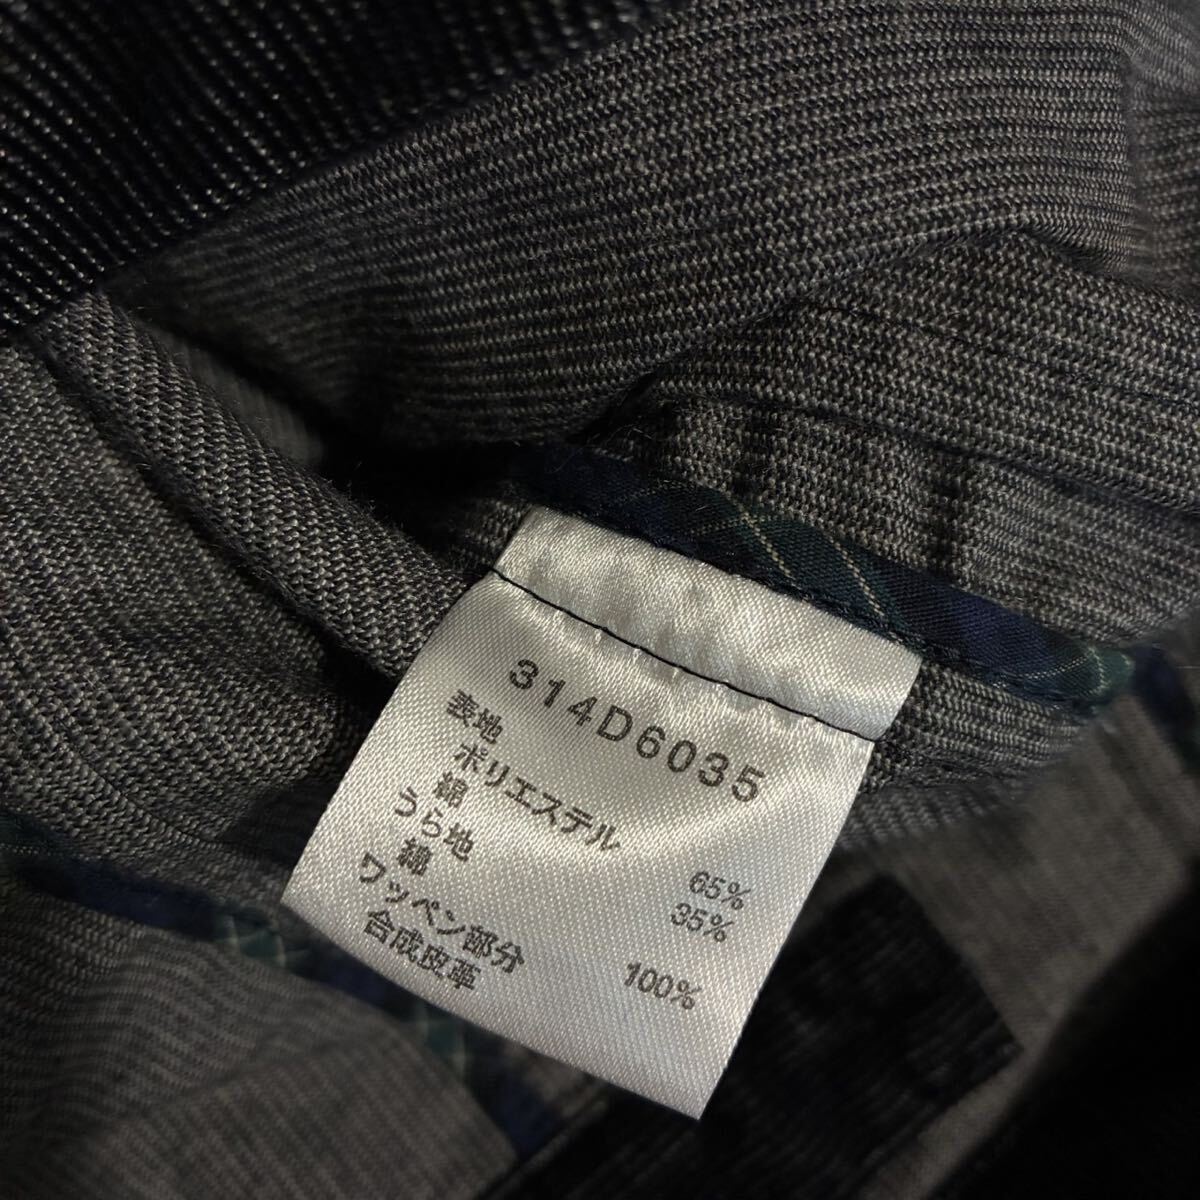 314D6035
表地
ポリエステル 65%
綿 35%
うら地
綿 100%
ワッペン部分
合成皮革